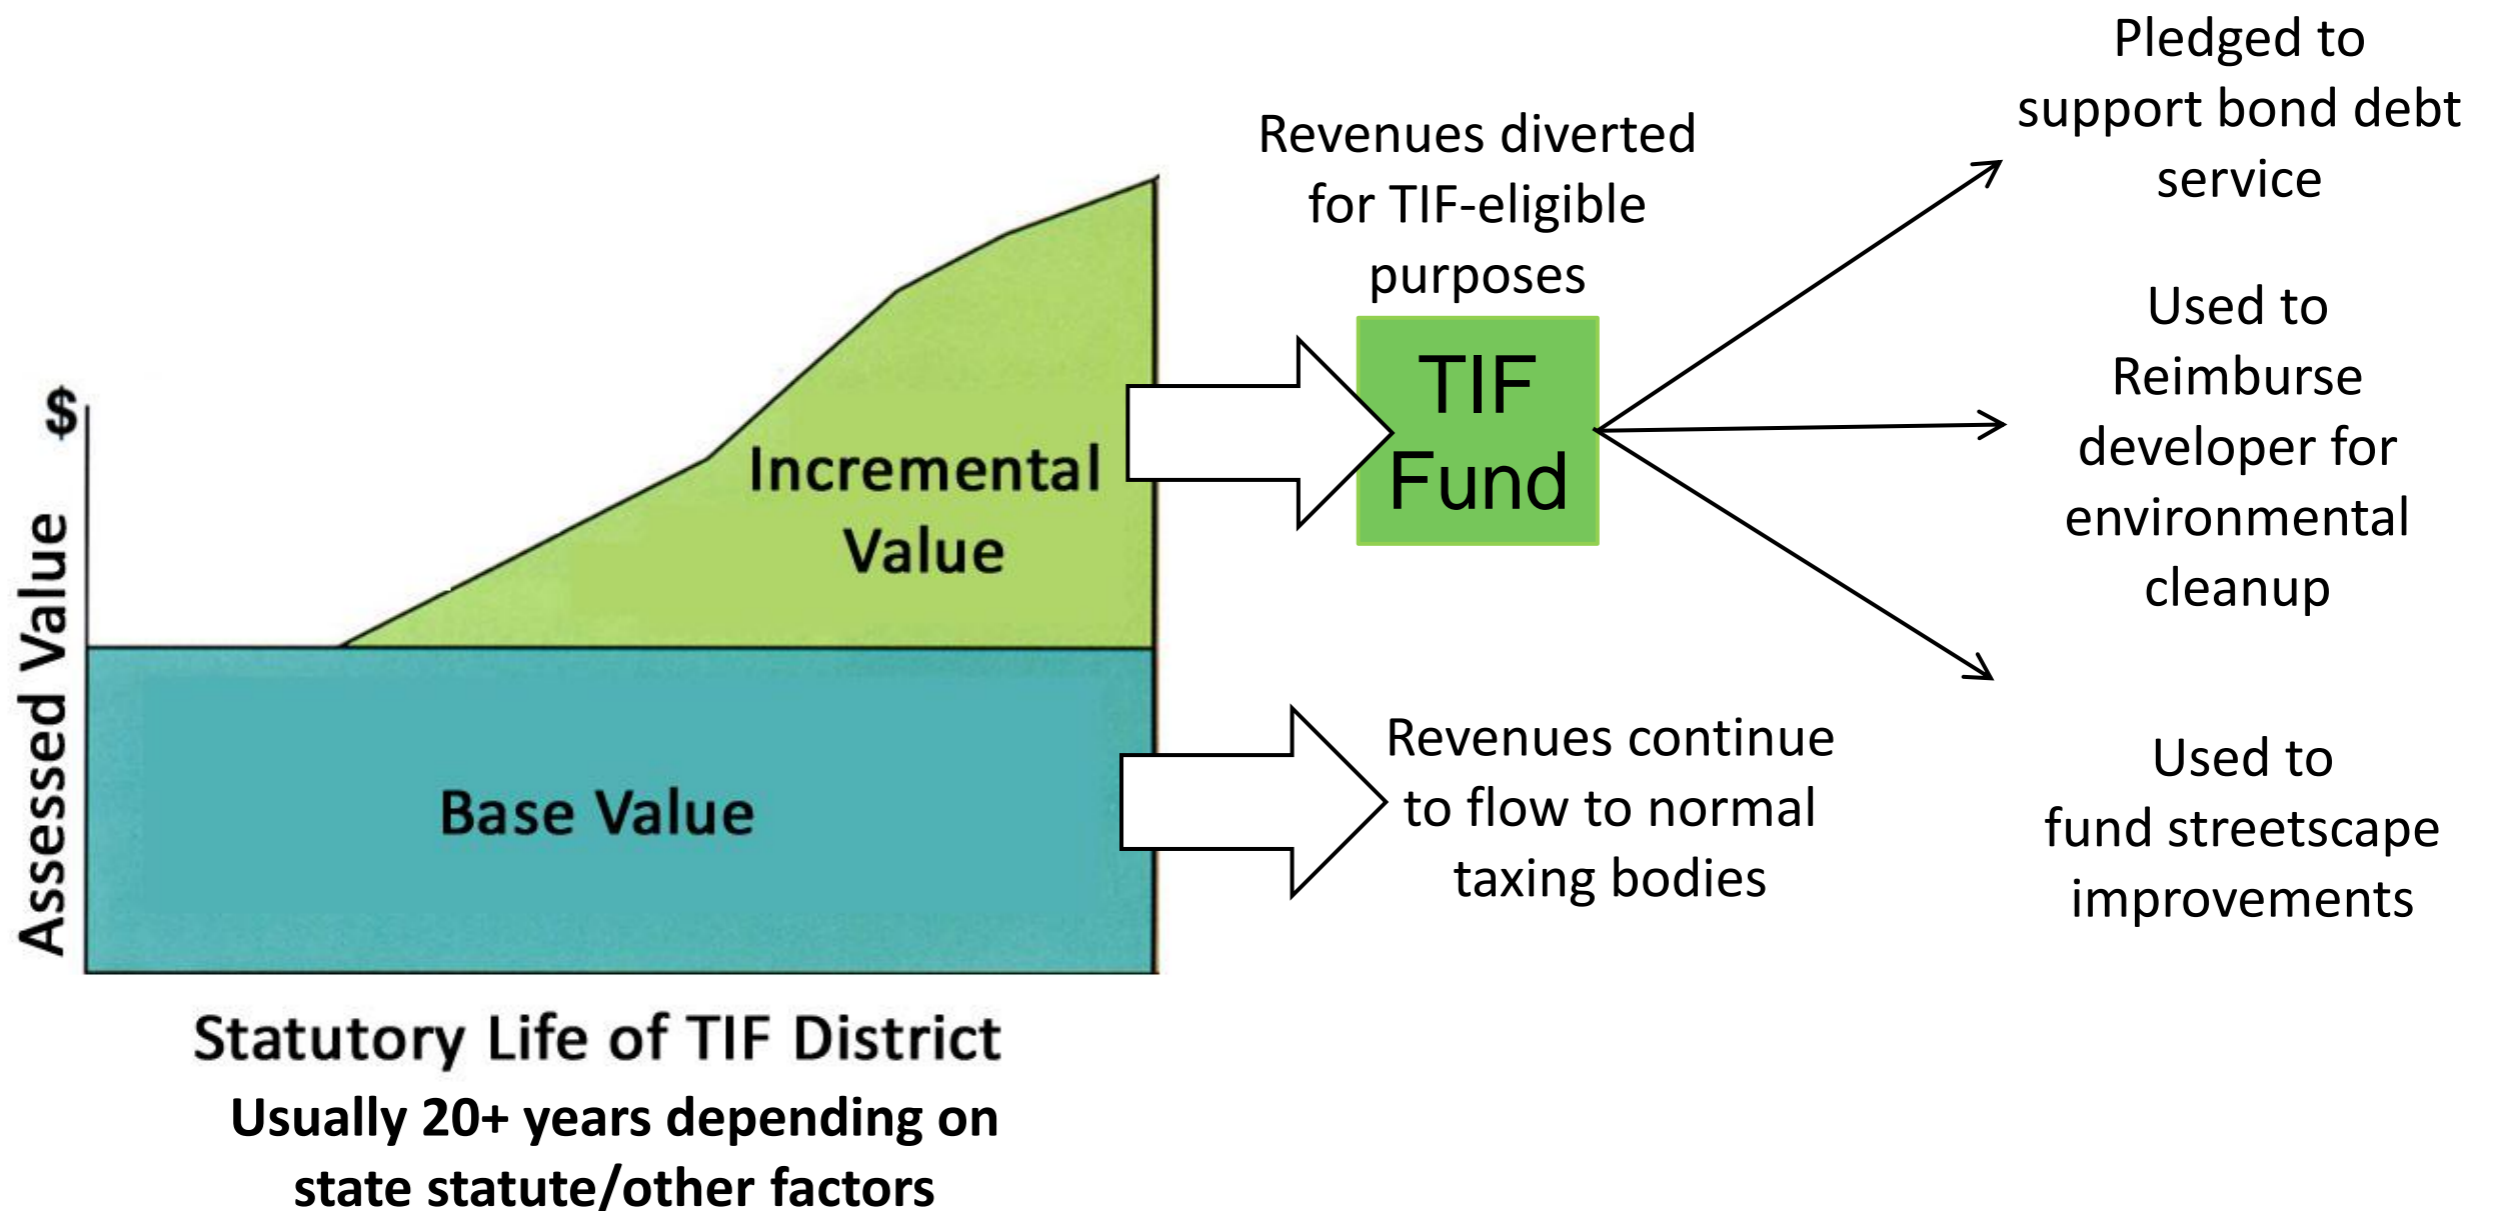 $
Assessed Value
Incremental
Value
Base Value
Statutory Life of TIF District
Usually 20+ years depending on
state statute/other factors
Revenues diverted
for TIF-eligible
purposes
TIF
Fund
Revenues continue
to flow to normal
taxing bodies
Pledged to
support bond debt
service
Used to
Reimburse
developer for
environmental
cleanup
Used to
fund streetscape
improvements